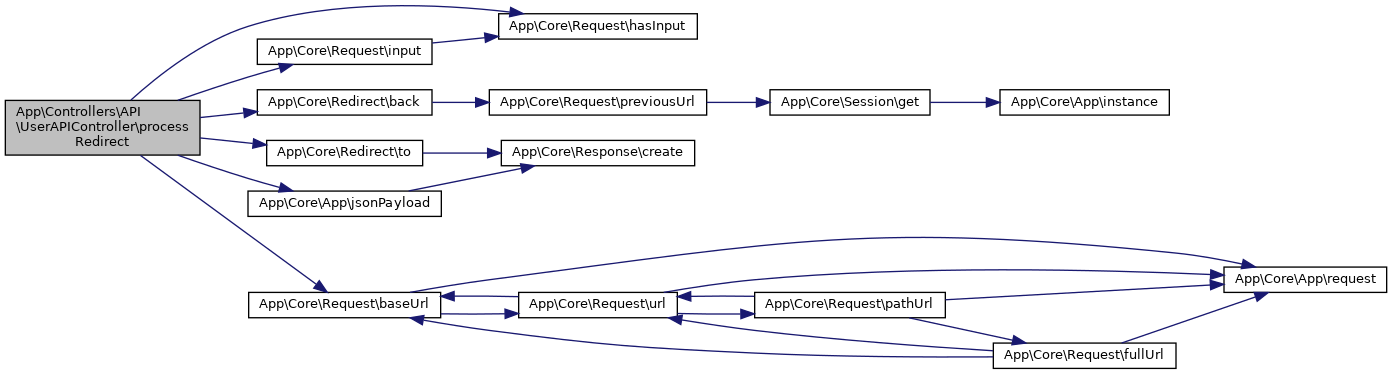 App\Core\Request\hasInput
App\Core\Request\input
App\Controllers\API
\UserAPIController\process
Redirect
App\Core\Redirect\back
App\Core\Request\previousUrl
App\Core\Session\get
App\Core\App\instance
App\Core\Redirect\to
App\Core\Response\create
App\Core\App\jsonPayload
App\Core\App\request
App\Core\Request\baseUrl
App\Core\Request\url
App\Core\Request\pathUrl
App\Core\Request\fullUrl